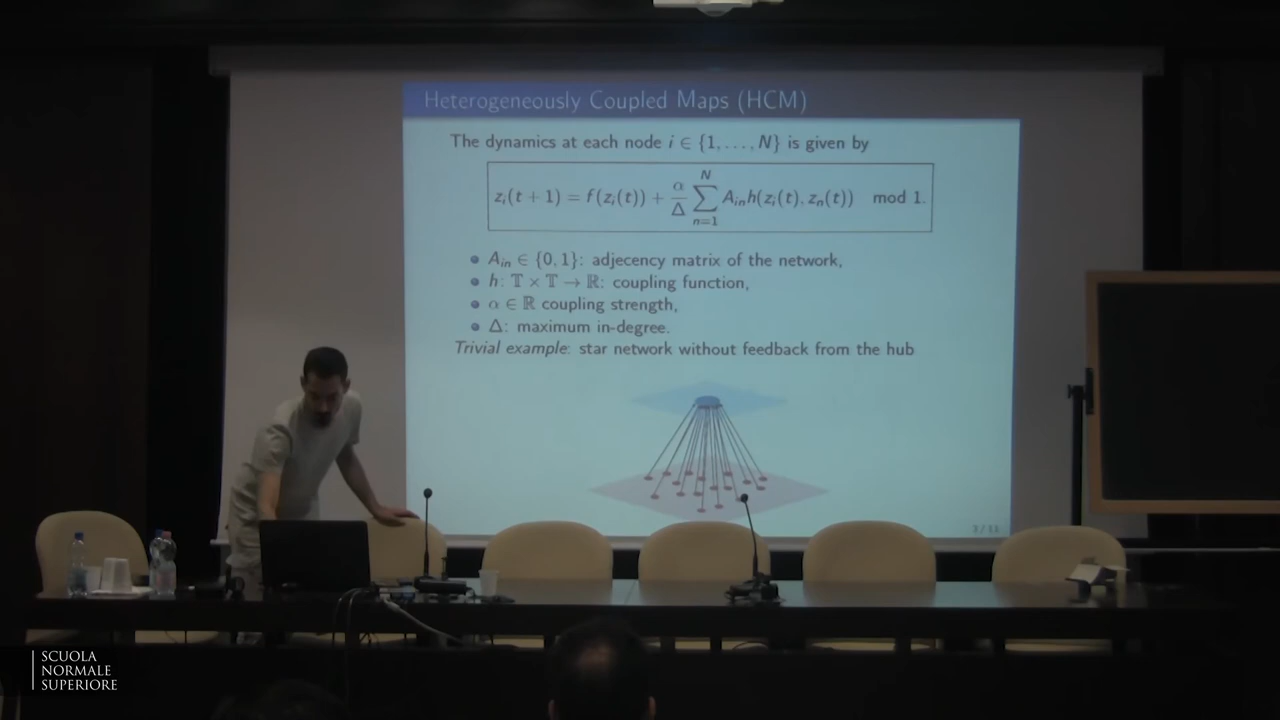 Heterogeneously Coupled Maps (HCM)
The dynamics at each node i ∈ {1, . . . , N} is given by
z_i(t + 1) = f(z_i(t)) + \frac{α}{Δ} \sum_{n=1}^{N} A_{in} h(z_i(t), z_n(t)) mod 1.
A_{in} ∈ {0, 1}: adjecency matrix of the network,
h: 𝕋 × 𝕋 → ℝ: coupling function,
α ∈ ℝ coupling strength,
Δ: maximum in-degree.
Trivial example: star network without feedback from the hub
SCUOLA
NORMALE
SUPERIORE